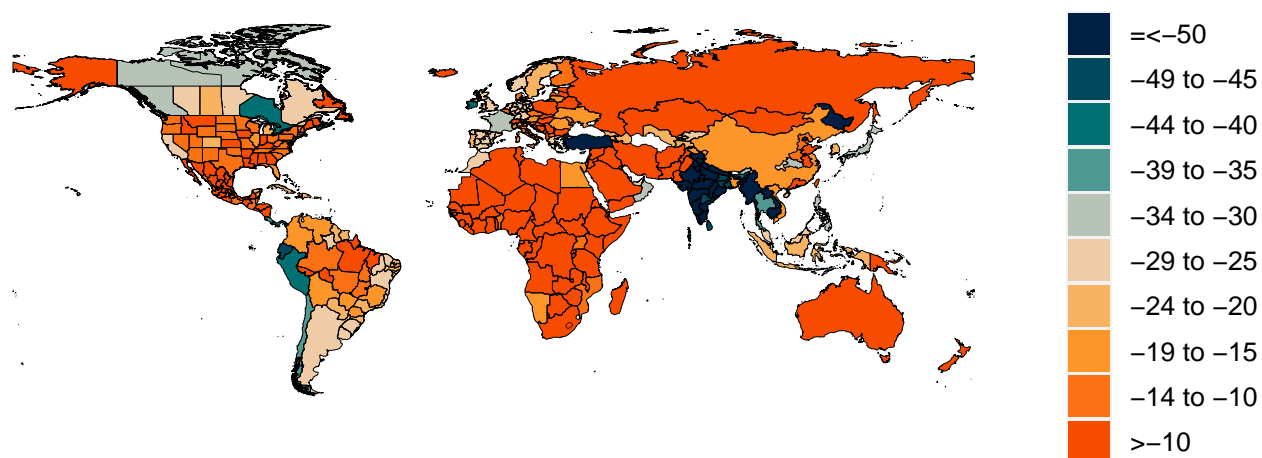 =<−50
−49 to −45
−44 to −40
−39 to −35
−34 to −30
−29 to −25
−24 to −20
−19 to −15
−14 to −10
>−10